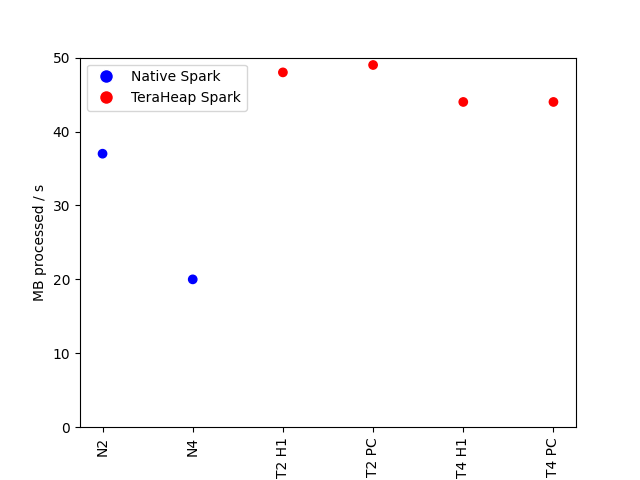 50
40
30
20
10
0
MB processed / s
Native Spark
TeraHeap Spark
N2
N4
T2 H1
T2 PC
T4 H1
T4 PC